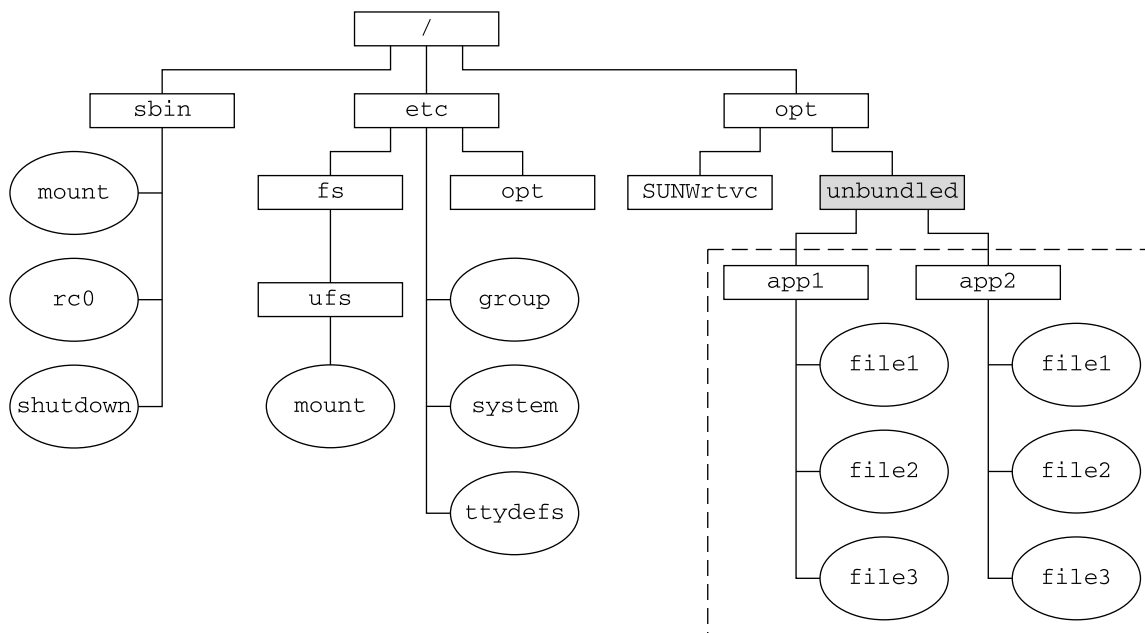 /
sbin
etc
opt
mount
fs
opt
SUNWrtvc
unbundled
rc0
ufs
group
app1
app2
shutdown
mount
system
file1
file1
ttydefs
file2
file2
file3
file3